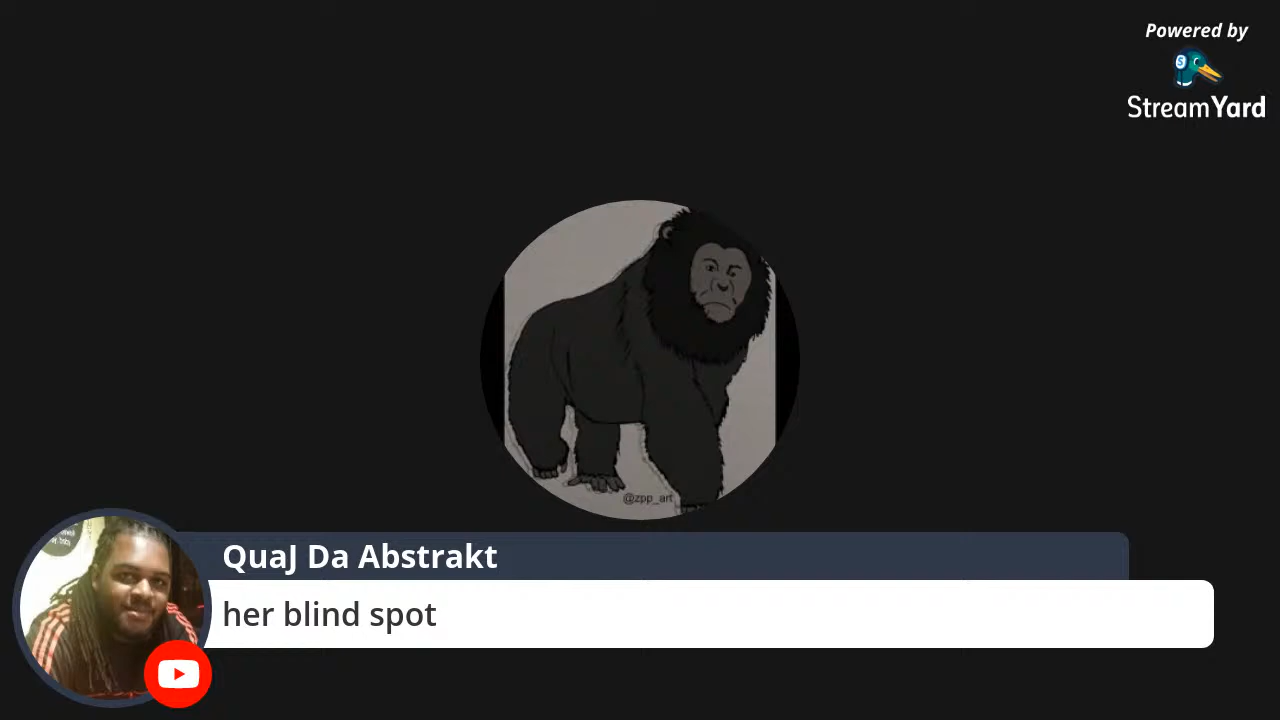 Powered by
StreamYard
@zpp_art
QuaJ Da Abstrakt
her blind spot